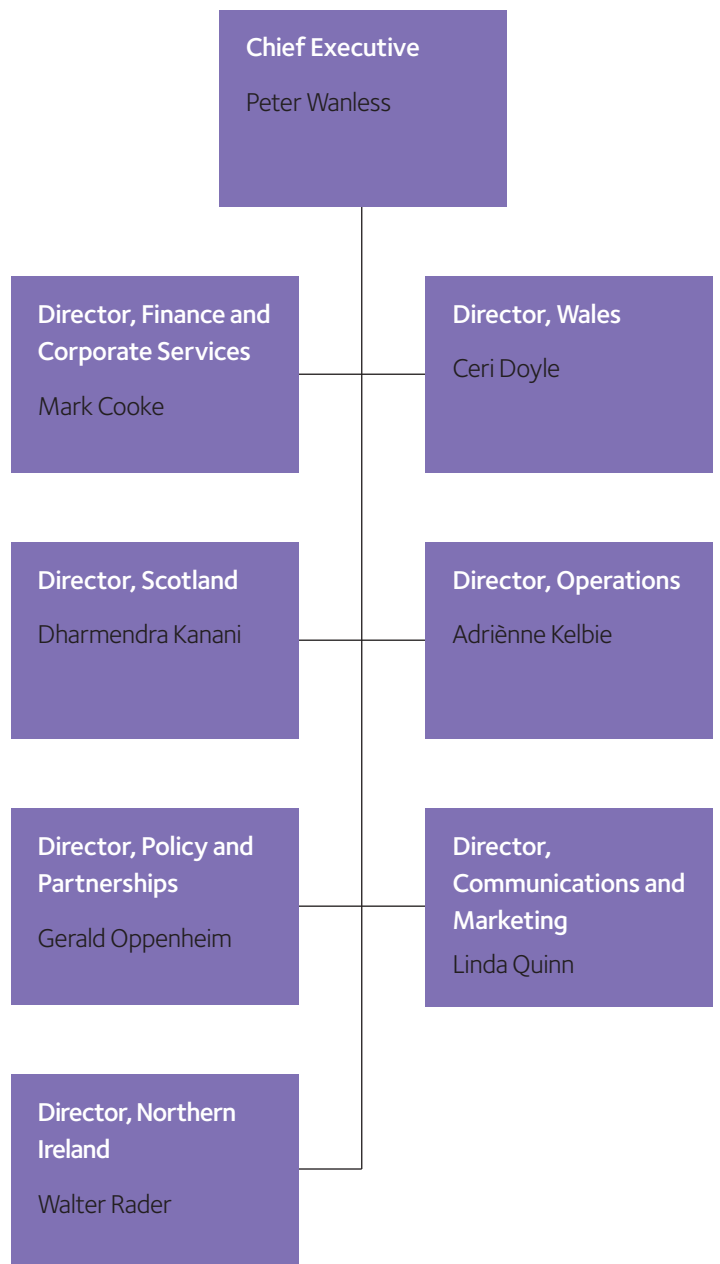 Chief Executive
Peter Wanless
Director, Finance and
Corporate Services
Mark Cooke
Director, Wales
Ceri Doyle
Director, Scotland
Dharmendra Kanani
Director, Operations
Adriènne Kelbie
Director, Policy and
Partnerships
Gerald Oppenheim
Director,
Communications and
Marketing
Linda Quinn
Director, Northern
Ireland
Walter Rader